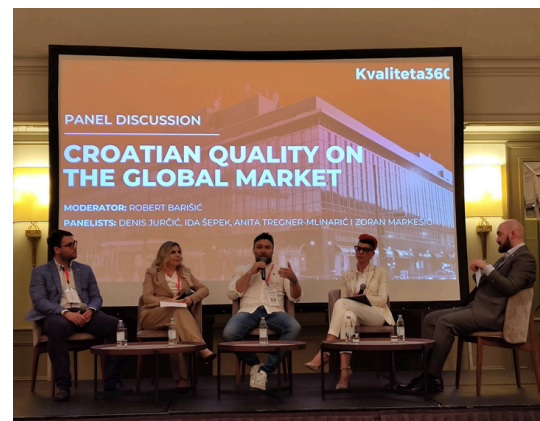 Kvaliteta360
PANEL DISCUSSION
CROATIAN QUALITY ON
THE GLOBAL MARKET
MODERATOR: ROBERT BARIŠIĆ
PANELISTS: DENIS JURČIĆ, IDA ŠEPEK, ANITA TREGNER-MLINARIĆ I ZORAN MARKEŠIĆ